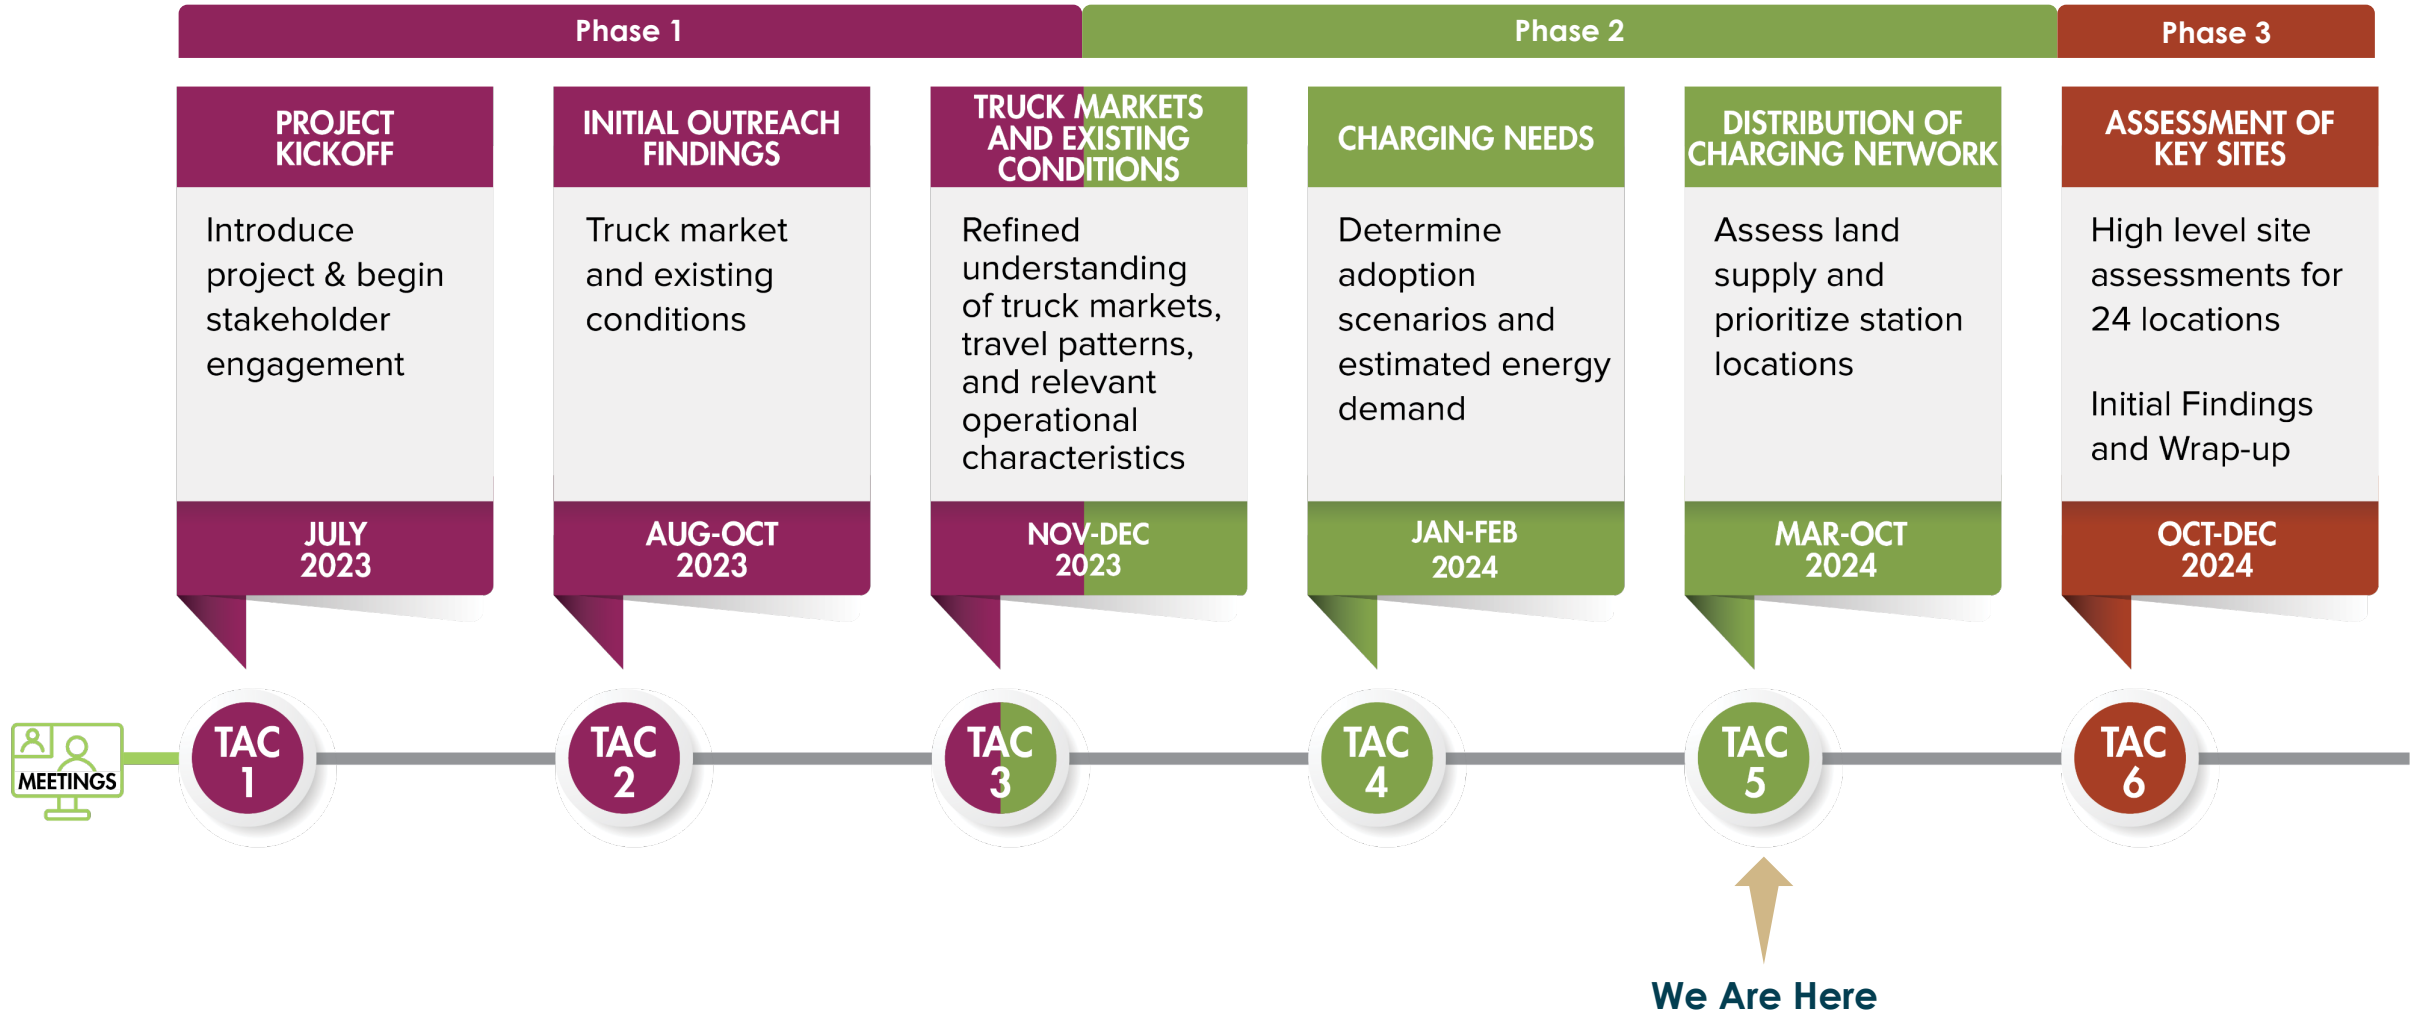 Phase 1
Phase 2
Phase 3
PROJECT
KICKOFF
Introduce
project & begin
stakeholder
engagement
JULY
2023
INITIAL OUTREACH
FINDINGS
Truck market
and existing
conditions
AUG-OCT
2023
TRUCK MARKETS
AND EXISTING
CONDITIONS
Refined
understanding
of truck markets,
travel patterns,
and relevant
operational
characteristics
NOV-DEC
2023
CHARGING NEEDS
Determine
adoption
scenarios and
estimated energy
demand
JAN-FEB
2024
DISTRIBUTION OF
CHARGING NETWORK
Assess land
supply and
prioritize station
locations
MAR-OCT
2024
ASSESSMENT OF
KEY SITES
High level site
assessments for
24 locations
Initial Findings
and Wrap-up
OCT-DEC
2024
MEETINGS
TAC
1
TAC
2
TAC
3
TAC
4
TAC
5
TAC
6
We Are Here